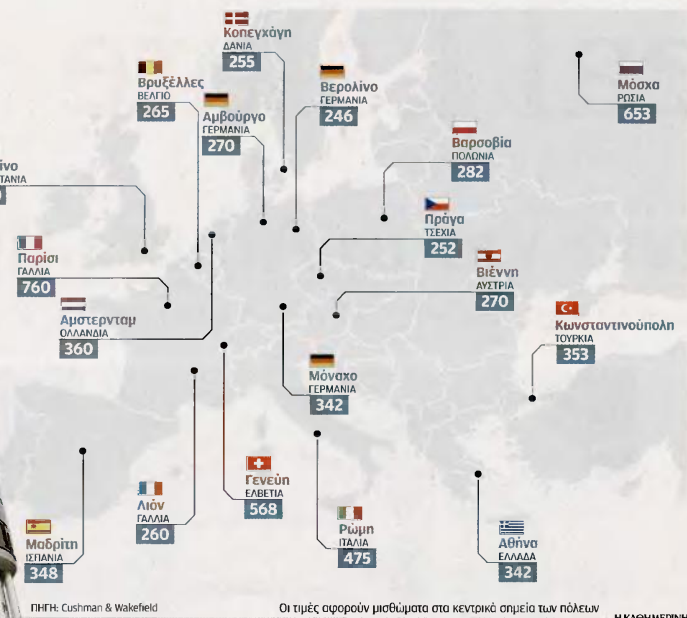 Κοπεγχάγη
ΔΑΝΙΑ
255
Βρυξέλλες
ΒΕΛΓΙΟ
265
Αμβούργο
ΓΕΡΜΑΝΙΑ
270
Βερολίνο
ΓΕΡΜΑΝΙΑ
246
Μόσχα
ΡΩΣΙΑ
653
Βαρσοβία
ΠΟΛΩΝΙΑ
282
Πράγα
ΤΣΕΧΙΑ
252
Παρίσι
ΓΑΛΛΙΑ
760
Βιέννη
ΑΥΣΤΡΙΑ
270
Αμστερνταμ
ΟΛΛΑΝΔΙΑ
360
Κωνσταντινούπολη
ΤΟΥΡΚΙΑ
353
Μόναχο
ΓΕΡΜΑΝΙΑ
342
Γενεύη
ΕΛΒΕΤΙΑ
568
Λιόν
ΓΑΛΛΙΑ
260
Μαδρίτη
ΙΣΠΑΝΙΑ
348
Ρώμη
ΙΤΑΛΙΑ
475
Αθήνα
ΕΛΛΑΔΑ
342
ΠΗΓΗ: Cushman & Wakefield
Οι τιμές αφορούν μισθώματα στα κεντρικά σημεία των πόλεων
Η ΚΑΘΗΜΕΡΙΝΗ